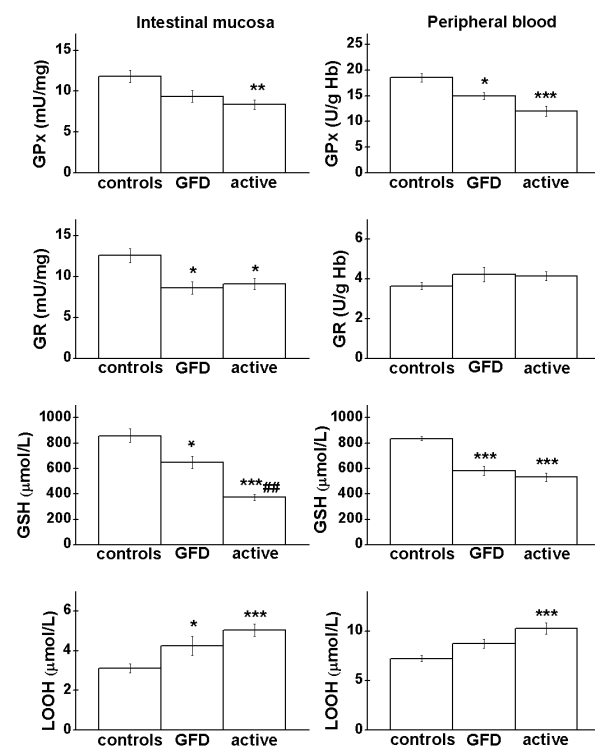 Intestinal mucosa
Peripheral blood
GPx (mU/mg)
15
10
5
0
**
controls GFD active
GPx (U/g Hb)
25
20
15
10
5
0
*
***
controls GFD active
GR (mU/mg)
15
10
5
0
*
*
controls GFD active
GR (U/g Hb)
6
4
2
0
controls GFD active
GSH (μmol/L)
1000
800
600
400
200
0
*
***##
controls GFD active
GSH (μmol/L)
1000
800
600
400
200
0
***
***
controls GFD active
LOOH (μmol/L)
6
4
2
0
*
***
controls GFD active
LOOH (μmol/L)
10
5
0
***
controls GFD active